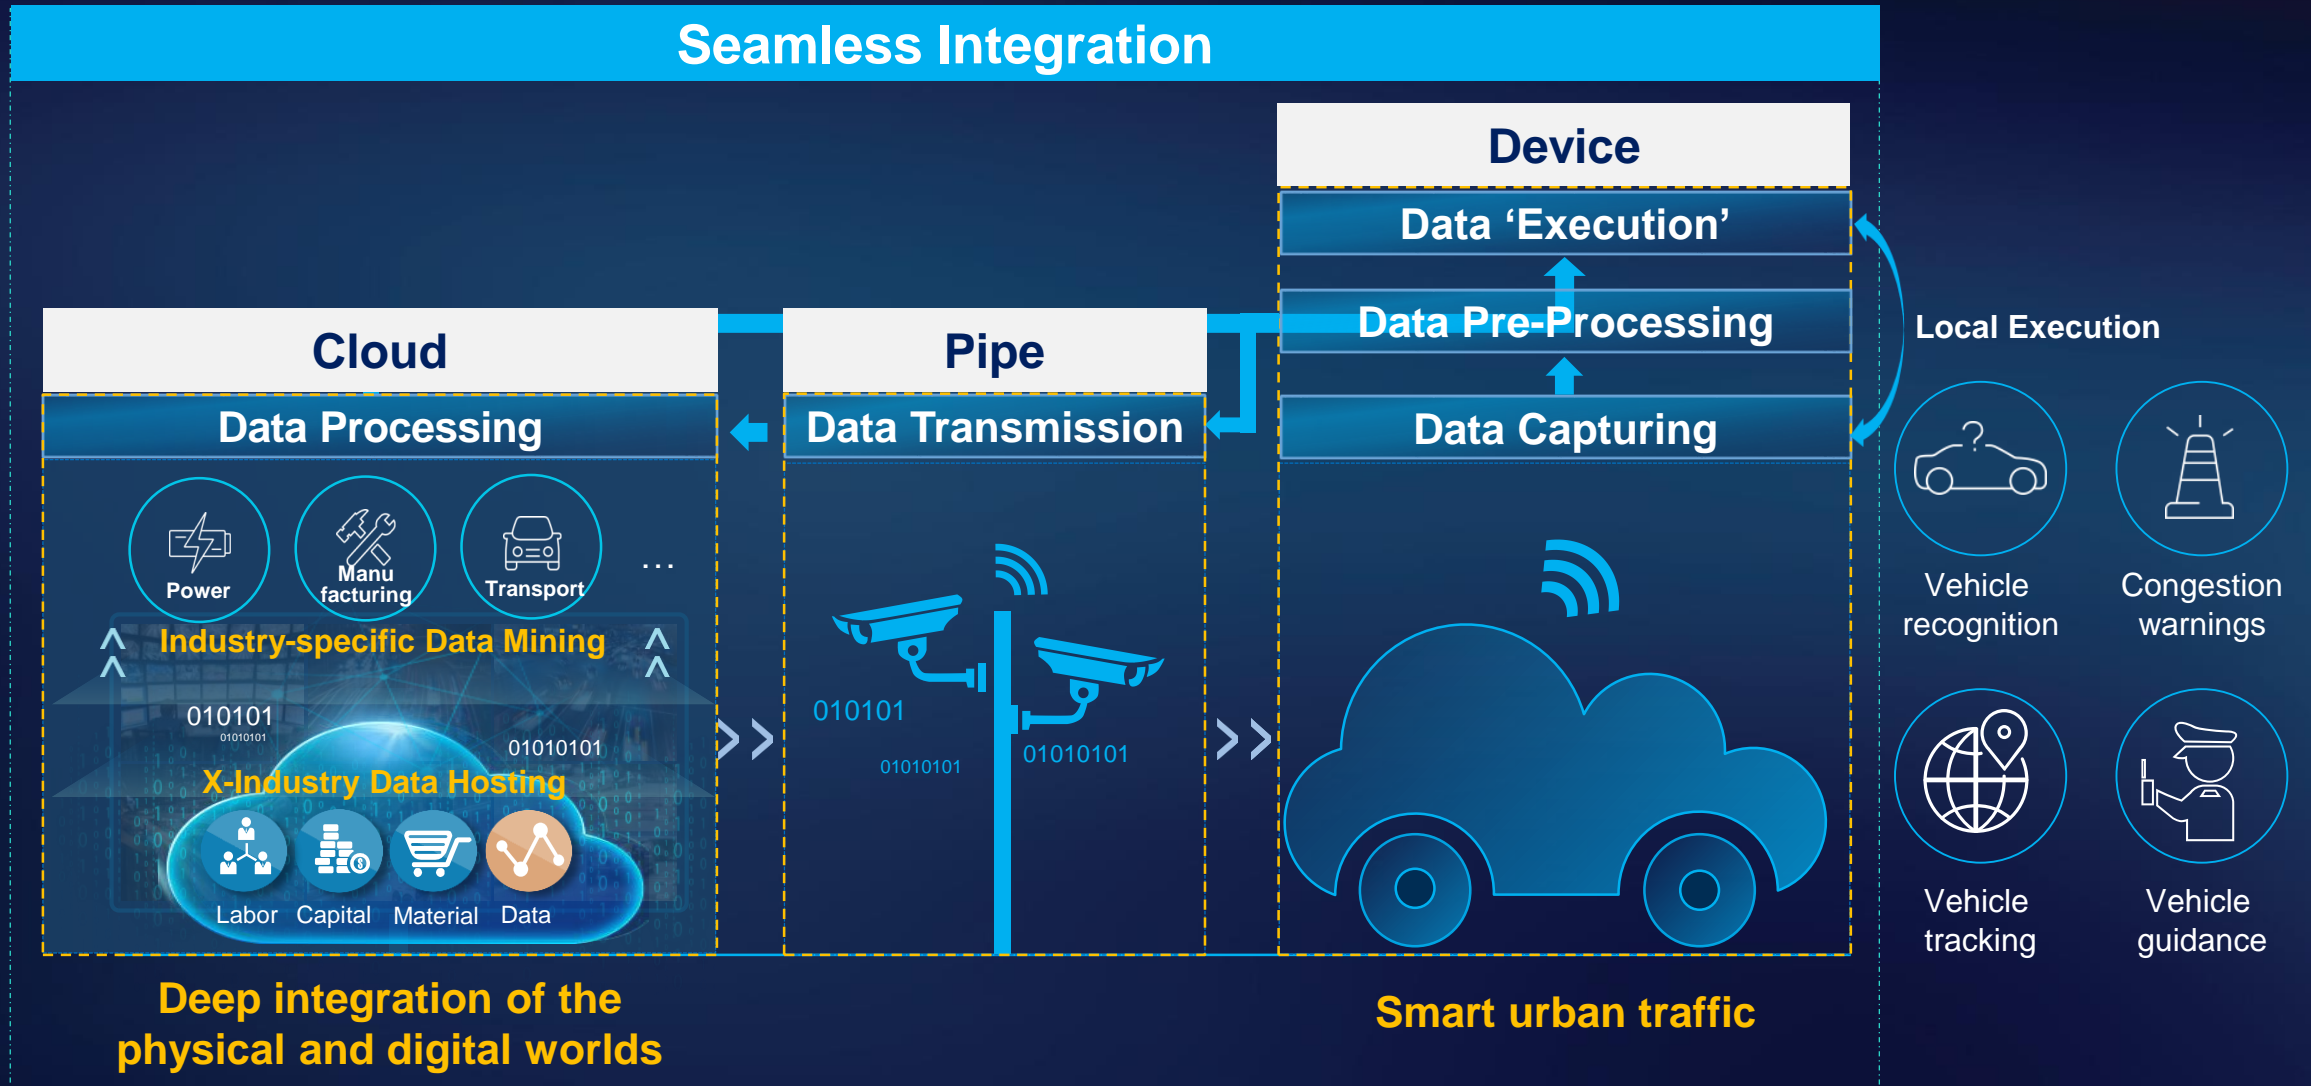 Seamless Integration
Device
Data ‘Execution’
Data Pre-Processing
Data Capturing
Cloud
Data Processing
Pipe
Data Transmission
Local Execution
Power
Manu
facturing
Transport
...
Industry-specific Data Mining
010101
01010101
01010101
X-Industry Data Hosting
Labor
Capital
Material
Data
010101
01010101
01010101
Vehicle
recognition
Congestion
warnings
Vehicle
tracking
Vehicle
guidance
Deep integration of the
physical and digital worlds
Smart urban traffic